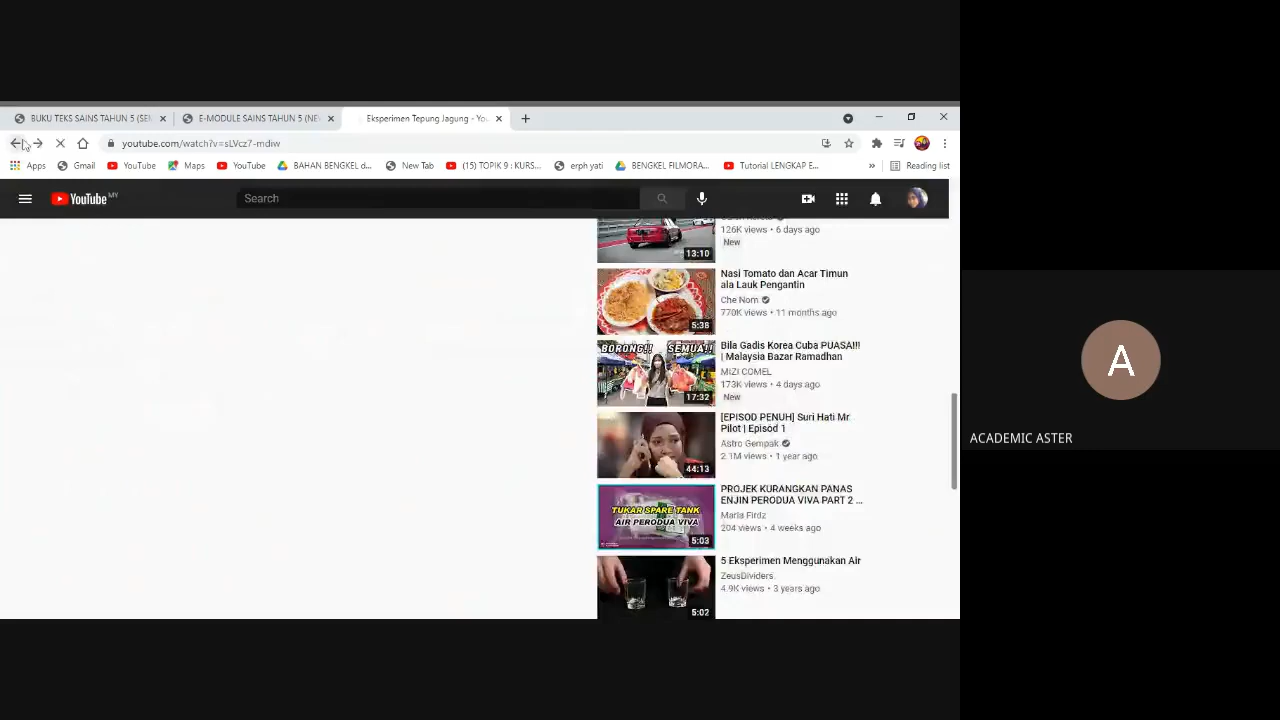 BUKU TEKS SAINS TAHUN 5 (SEM
E-MODULE SAINS TAHUN 5 (NE
Eksperimen Tepung Jagung - You
youtube.com/watch?v=sLVcz7-mdiw
Apps
Gmail
YouTube
Maps
YouTube
BAHAN BENGKEL d...
New Tab
(15) TOPIK 9 : KURS...
erph yati
BENGKEL FILMORA...
Tutorial LENGKAP E...
»
Reading list
YouTube MY
Search
126K views • 6 days ago
New
13:10
Nasi Tomato dan Acar Timun
ala Lauk Pengantin
Che Nom
770K views • 11 months ago
5:38
BORONG!! SEMUA!!
Bila Gadis Korea Cuba PUASA!!!
| Malaysia Bazar Ramadhan
MIZI COMEL
173K views • 4 days ago
New
17:32
[EPISOD PENUH] Suri Hati Mr
Pilot | Episod 1
Astro Gempak
2.1M views • 1 year ago
44:13
TUKAR SPARE TANK
AIR PERODUA VIVA
PROJEK KURANGKAN PANAS
ENJIN PERODUA VIVA PART 2 ...
Maria Firdz
204 views • 4 weeks ago
5:03
5 Eksperimen Menggunakan Air
ZeusDividers
4.9K views • 3 years ago
5:02
A
ACADEMIC ASTER